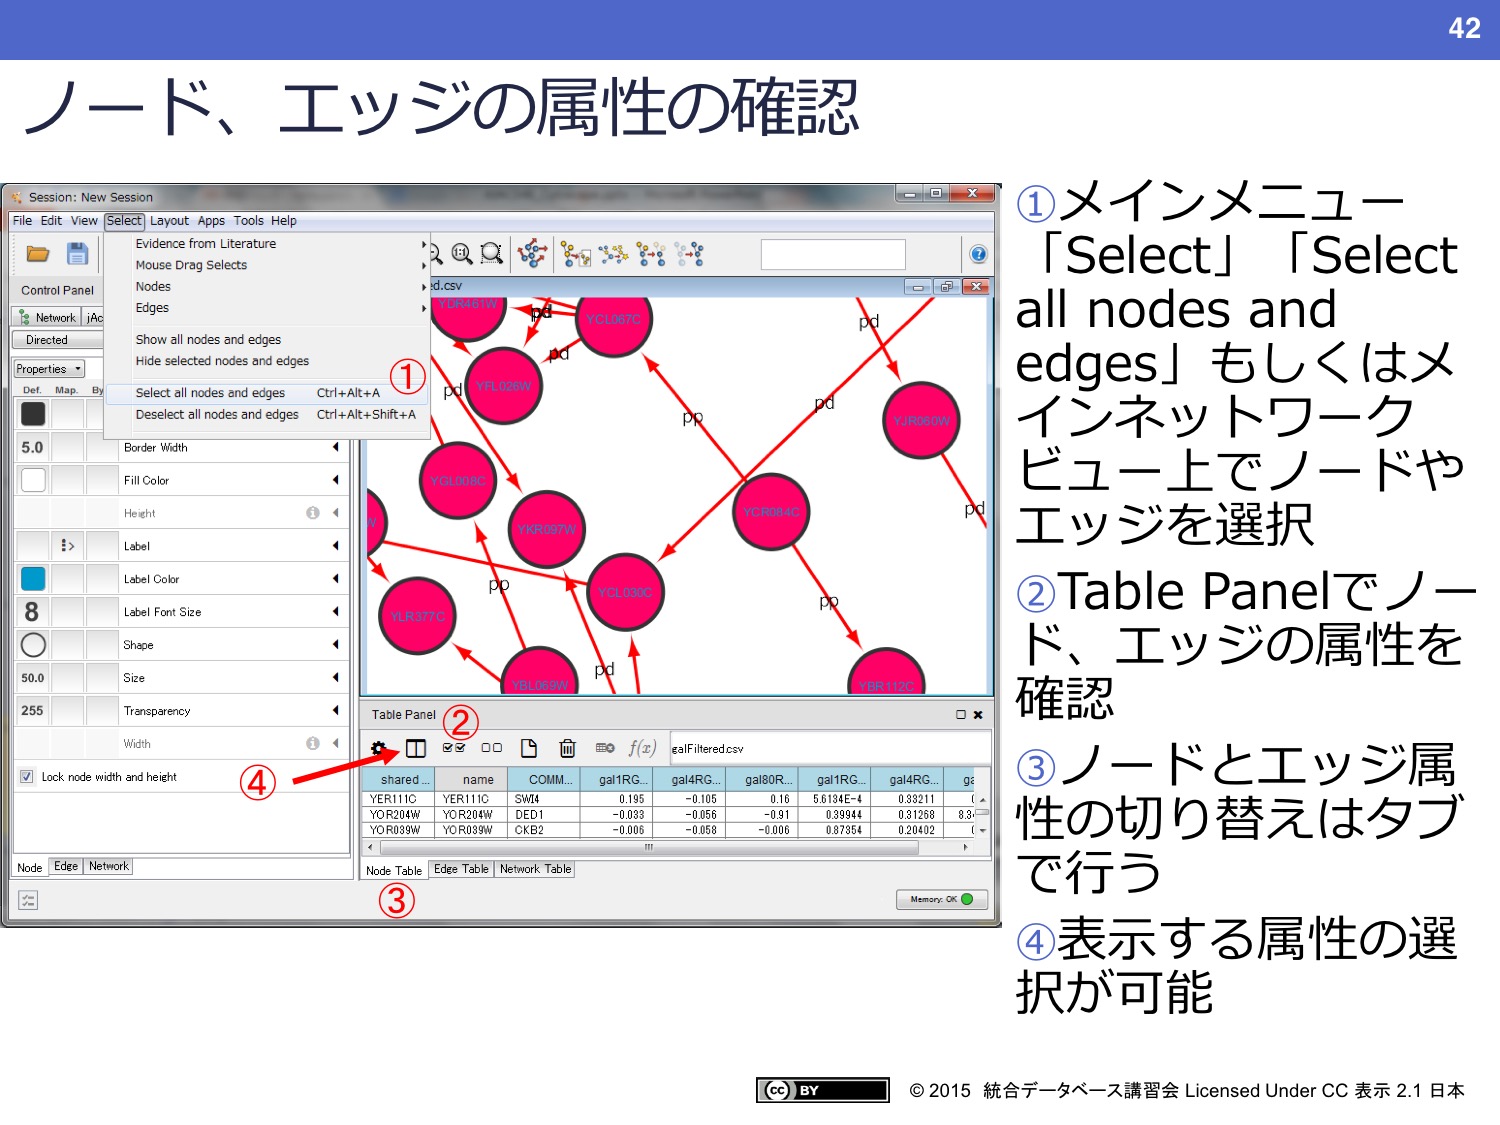 42
ノード、エッジの属性の確認
Session: New Session
File Edit View Select Layout Apps Tools Help
Evidence from Literature
Mouse Drag Selects
Nodes
Edges
Show all nodes and edges
Hide selected nodes and edges
①
Select all nodes and edges Ctrl+Alt+A
Deselect all nodes and edges Ctrl+Alt+Shift+A
Control Panel
Network jAc
Directed
Properties
Def. Map. By
5.0 Border Width
Fill Color
Height
Label
Label Color
8 Label Font Size
Shape
50.0 Size
255 Transparency
Width
Lock node width and height
Node Edge Network
d.csv
YDR461W
pd
YCL067C
pd
pd
YFL026W
pd
pd
pp
YJR060W
YGL008C
YCR084C
pd
W
YKR097W
pp
YCL030C
pp
YLR377C
pd
YBL069W
YBR112C
Table Panel
②
f(x) galFiltered.csv
④
shared... name COMM... gal1RG... gal4RG... gal80R... gal1RG... gal4RG... ga
YER111C YER111C SWI4 0.195 -0.105 0.16 5.6134E-4 0.33211
YOR204W YOR204W DED1 -0.033 -0.056 -0.91 0.39944 0.31268 8.3
YOR039W YOR039W CKB2 -0.006 -0.058 -0.006 0.87354 0.20402
Node Table Edge Table Network Table
③
Memory: OK
①メインメニュー
「Select」「Select
all nodes and
edges」もしくはメ
インネットワーク
ビュー上でノードや
エッジを選択
②Table Panelでノー
ド、エッジの属性を
確認
③ノードとエッジ属
性の切り替えはタブ
で行う
④表示する属性の選
択が可能
cc BY
© 2015 統合データベース講習会 Licensed Under CC 表示 2.1 日本